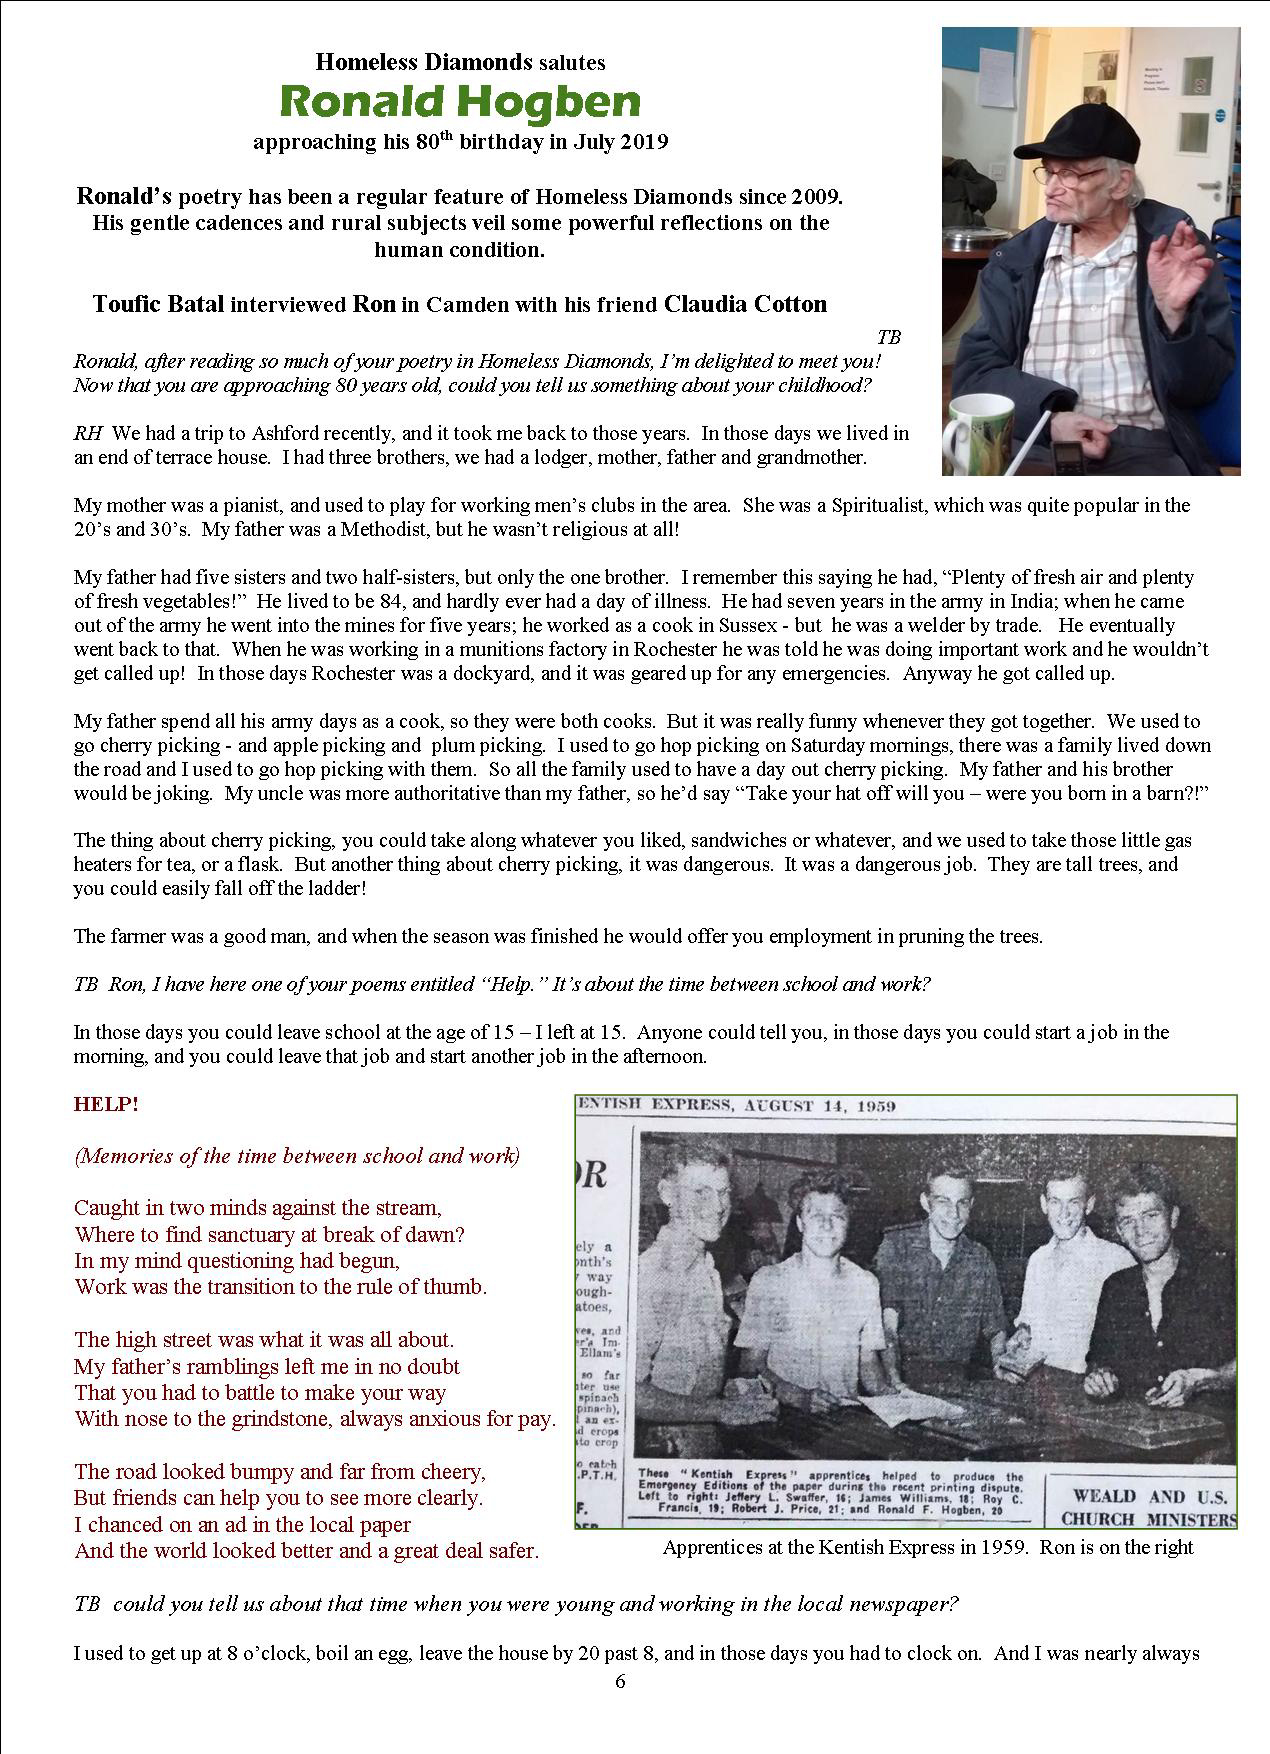 Homeless Diamonds salutes
Ronald Hogben
approaching his 80th birthday in July 2019
Ronald's poetry has been a regular feature of Homeless Diamonds since 2009.
His gentle cadences and rural subjects veil some powerful reflections on the
human condition.
Toufic Batal interviewed Ron in Camden with his friend Claudia Cotton
TB
Ronald, after reading so much of your poetry in Homeless Diamonds, I'm delighted to meet you!
Now that you are approaching 80 years old, could you tell us something about your childhood?
RH We had a trip to Ashford recently, and it took me back to those years. In those days we lived in
an end of terrace house. I had three brothers, we had a lodger, mother, father and grandmother.
My mother was a pianist, and used to play for working men's clubs in the area. She was a Spiritualist, which was quite popular in the
20's and 30's. My father was a Methodist, but he wasn't religious at all!
My father had five sisters and two half-sisters, but only the one brother. I remember this saying he had, “Plenty of fresh air and plenty
of fresh vegetables!” He lived to be 84, and hardly ever had a day of illness. He had seven years in the army in India; when he came
out of the army he went into the mines for five years; he worked as a cook in Sussex - but he was a welder by trade. He eventually
went back to that. When he was working in a munitions factory in Rochester he was told he was doing important work and he wouldn't
get called up! In those days Rochester was a dockyard, and it was geared up for any emergencies. Anyway he got called up.
My father spend all his army days as a cook, so they were both cooks. But it was really funny whenever they got together. We used to
go cherry picking - and apple picking and plum picking. I used to go hop picking on Saturday mornings, there was a family lived down
the road and I used to go hop picking with them. So all the family used to have a day out cherry picking. My father and his brother
would be joking. My uncle was more authoritative than my father, so he'd say “Take your hat off will you – were you born in a barn?!”
The thing about cherry picking, you could take along whatever you liked, sandwiches or whatever, and we used to take those little gas
heaters for tea, or a flask. But another thing about cherry picking, it was dangerous. It was a dangerous job. They are tall trees, and
you could easily fall off the ladder!
The farmer was a good man, and when the season was finished he would offer you employment in pruning the trees.
TB Ron, I have here one of your poems entitled “Help.” It's about the time between school and work?
In those days you could leave school at the age of 15 – I left at 15. Anyone could tell you, in those days you could start a job in the
morning, and you could leave that job and start another job in the afternoon.
HELP!
(Memories of the time between school and work)
Caught in two minds against the stream,
Where to find sanctuary at break of dawn?
In my mind questioning had begun,
Work was the transition to the rule of thumb.
The high street was what it was all about.
My father's ramblings left me in no doubt
That you had to battle to make your way
With nose to the grindstone, always anxious for pay.
The road looked bumpy and far from cheery,
But friends can help you to see more clearly.
I chanced on an ad in the local paper
And the world looked better and a great deal safer.
ENTISH EXPRESS, AUGUST 14, 1959
OR
ely a
onth's
way
ough-
atoes,
ves, and
er's Im-
Ellam's
so far
ter use
spinach
pinach),
an ex-
d crops
to crop
o catch
.P.T.H.
F.
These “Kentish Express” apprentices helped to produce the
Emergency Editions of the paper during the recent printing dispute.
Left to right: Jeffery L. Swaffer, 16; James Williams, 18; Roy C.
Francis, 19; Robert J. Price, 21; and Ronald F. Hogben, 20
WEALD AND U.S.
CHURCH MINISTERS
Apprentices at the Kentish Express in 1959. Ron is on the right
TB could you tell us about that time when you were young and working in the local newspaper?
I used to get up at 8 o'clock, boil an egg, leave the house by 20 past 8, and in those days you had to clock on. And I was nearly always
6